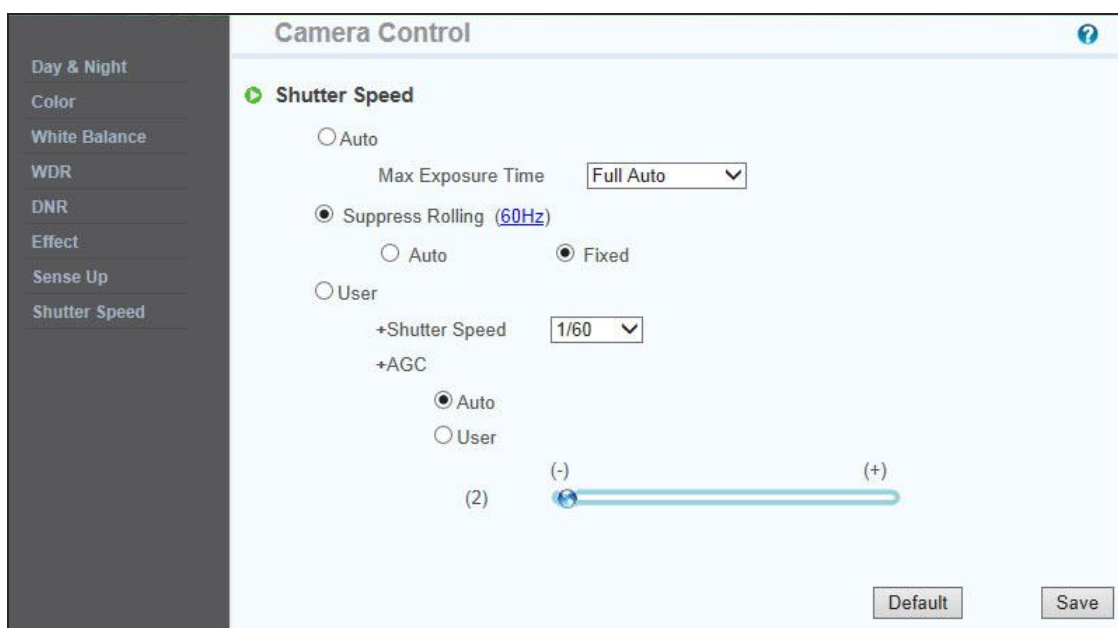 Camera Control
?
Day & Night
Color
White Balance
WDR
DNR
Effect
Sense Up
Shutter Speed
Shutter Speed
Auto
Max Exposure Time Full Auto
Suppress Rolling (60Hz)
Auto Fixed
User
+Shutter Speed 1/60
+AGC
Auto
User
(-) (+)
(2)
Default Save